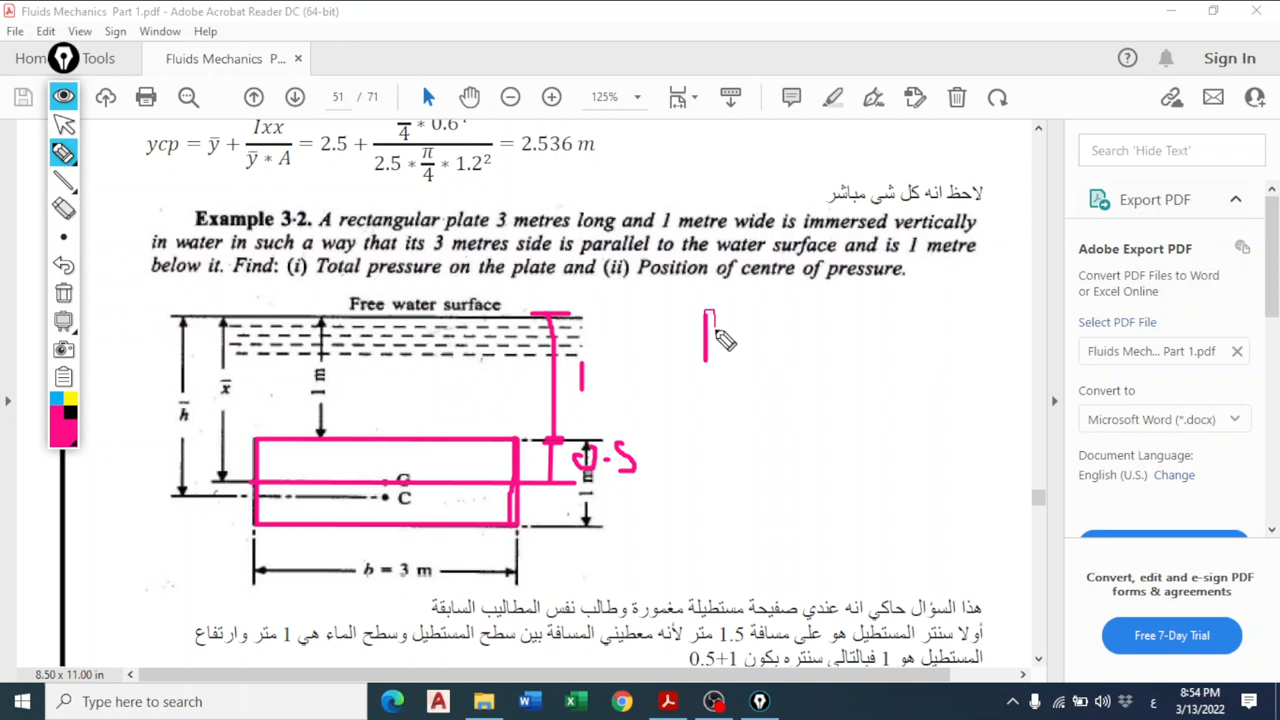 Fluids Mechanics Part 1.pdf - Adobe Acrobat Reader DC (64-bit)
File Edit View Sign Window Help
Hom Tools Fluids Mechanics P... × Sign In
51 / 71 125%
Search 'Hide Text'
Export PDF
Adobe Export PDF
Convert PDF Files to Word
or Excel Online
Select PDF File
Fluids Mech... Part 1.pdf
Convert to
Microsoft Word (*.docx)
Document Language:
English (U.S.) Change
Convert, edit and e-sign PDF
forms & agreements
Free 7-Day Trial
ycp = ȳ + Ixx / ȳ * A = 2.5 + π/4 * 0.6⁴ / 2.5 * π/4 * 1.2² = 2.536 m
لاحظ انه كل شي مباشر
Example 3·2. A rectangular plate 3 metres long and 1 metre wide is immersed vertically
in water in such a way that its 3 metres side is parallel to the water surface and is 1 metre
below it. Find: (i) Total pressure on the plate and (ii) Position of centre of pressure.
Free water surface
1 m
x̄
h̄
1
0.5
G
C
1 m
b = 3 m
هذا السؤال حاكي انه عندي صفيحة مستطيلة مغمورة وطالب نفس المطاليب السابقة
أولا سنتر المستطيل هو على مسافة 1.5 متر لأنه معطيني المسافة بين سطح المستطيل وسطح الماء هي 1 متر وارتفاع
المستطيل هو 1 فبالتالي سنتره بكون 1+0.5
8.50 x 11.00 in
Type here to search
ع
8:54 PM
3/13/2022